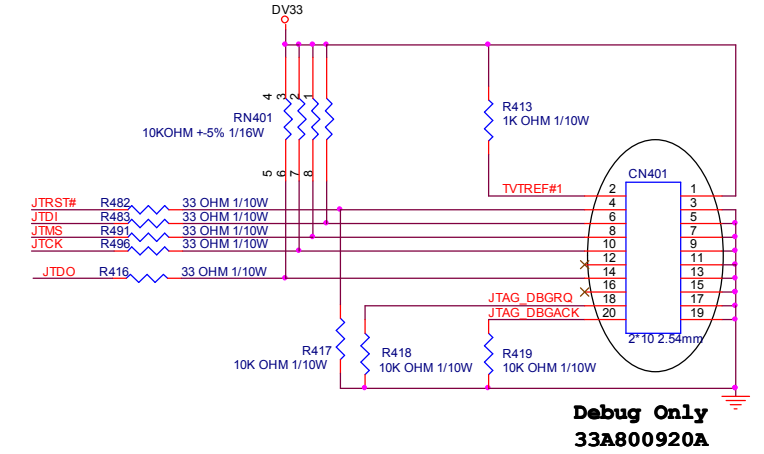 DV33
4 3 2 1
RN401
10KOHM +-5% 1/16W
5 6 7 8
R413
1K OHM 1/10W
CN401
TVTREF#1 2 1
JTRST# R482 33 OHM 1/10W 4 3
JTDI R483 33 OHM 1/10W 6 5
JTMS R491 33 OHM 1/10W 8 7
JTCK R496 33 OHM 1/10W 10 9
12 11
JTDO R416 33 OHM 1/10W 14 13
16 15
JTAG_DBGRQ 18 17
JTAG_DBGACK 20 19
2*10 2.54mm
R417
10K OHM 1/10W
R418
10K OHM 1/10W
R419
10K OHM 1/10W
Debug Only
33A800920A